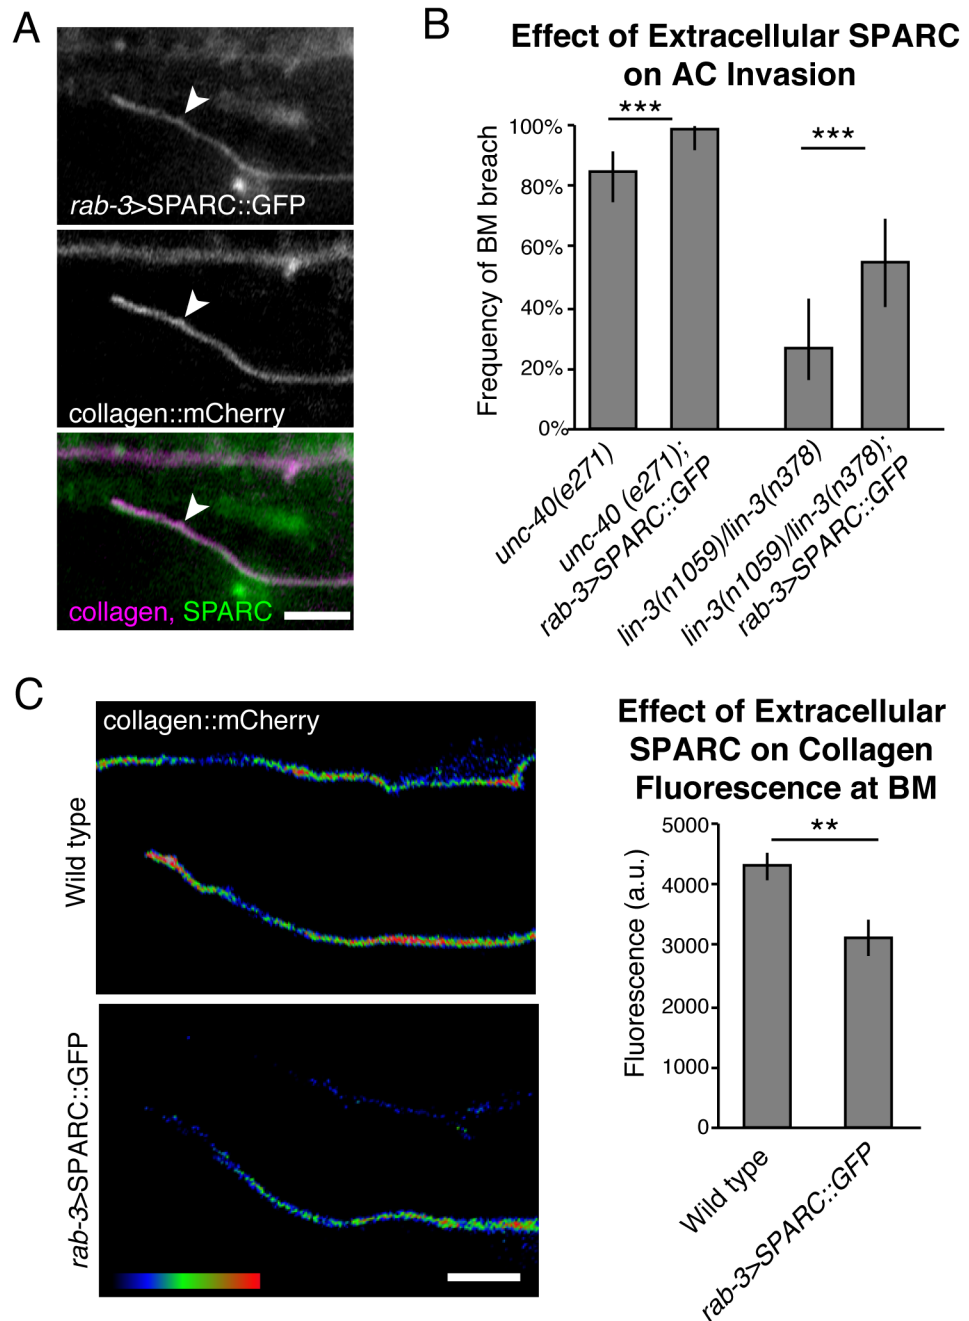 A
rab-3>SPARC::GFP
collagen::mCherry
collagen, SPARC
B
Effect of Extracellular SPARC
on AC Invasion
Frequency of BM breach
100%
80%
60%
40%
20%
0%
***
***
unc-40(e271)
unc-40 (e271);
rab-3>SPARC::GFP
lin-3(n1059)/lin-3(n378)
lin-3(n1059)/lin-3(n378);
rab-3>SPARC::GFP
C
collagen::mCherry
Wild type
rab-3>SPARC::GFP
Effect of Extracellular
SPARC on Collagen
Fluorescence at BM
Fluorescence (a.u.)
5000
4000
3000
2000
1000
0
**
Wild type
rab-3>SPARC::GFP